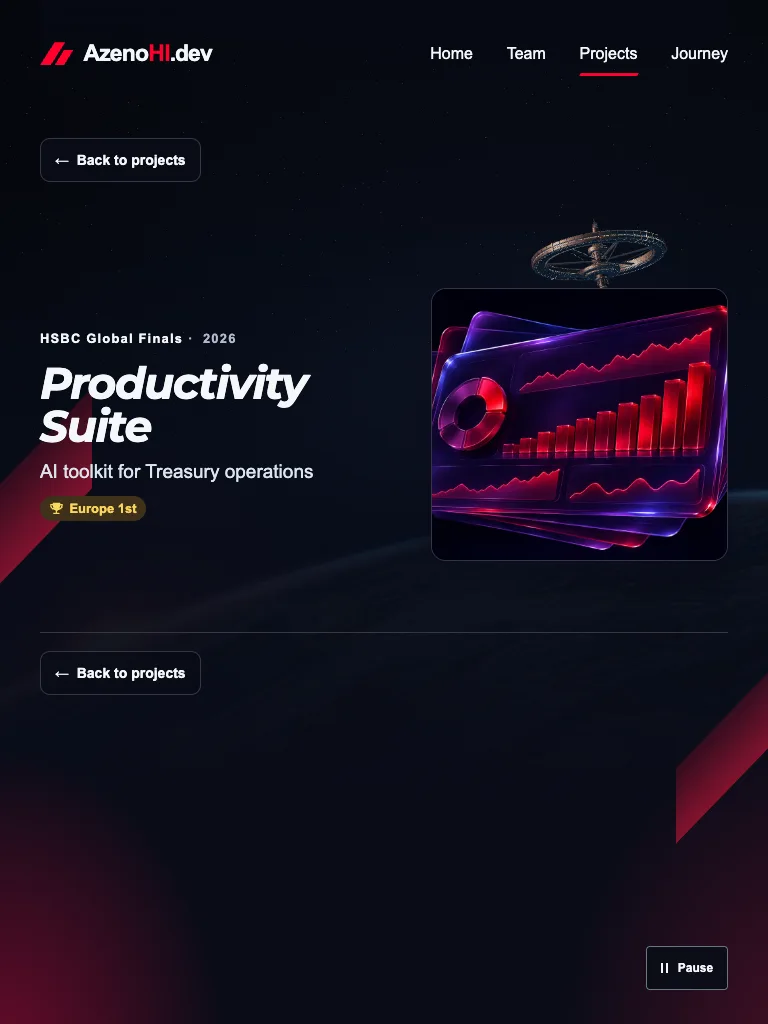 AzenoHI.dev
Home Team Projects Journey
← Back to projects
HSBC Global Finals · 2026
Productivity
Suite
AI toolkit for Treasury operations
Europe 1st
← Back to projects
Pause